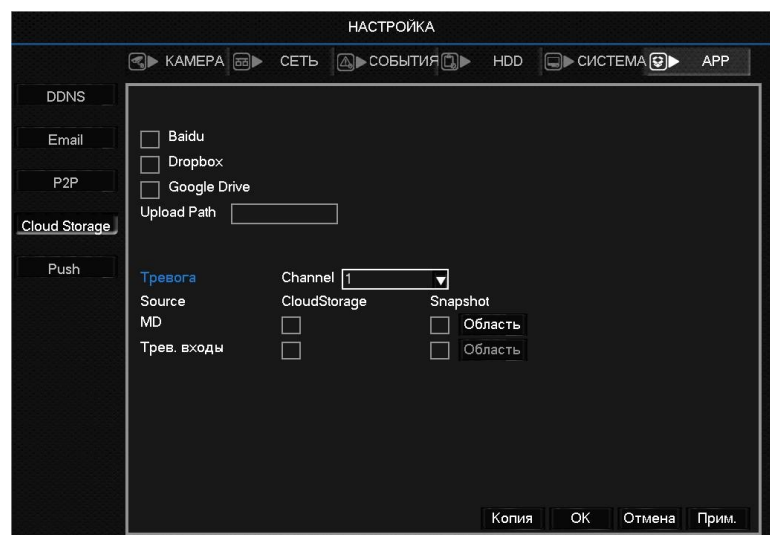 НАСТРОЙКА
КАМЕРА СЕТЬ СОБЫТИЯ HDD СИСТЕМА APP
DDNS
Email
P2P
Cloud Storage
Push
Baidu
Dropbox
Google Drive
Upload Path
Тревога Channel 1
Source CloudStorage Snapshot
MD Область
Трев. входы Область
Копия OK Отмена Прим.